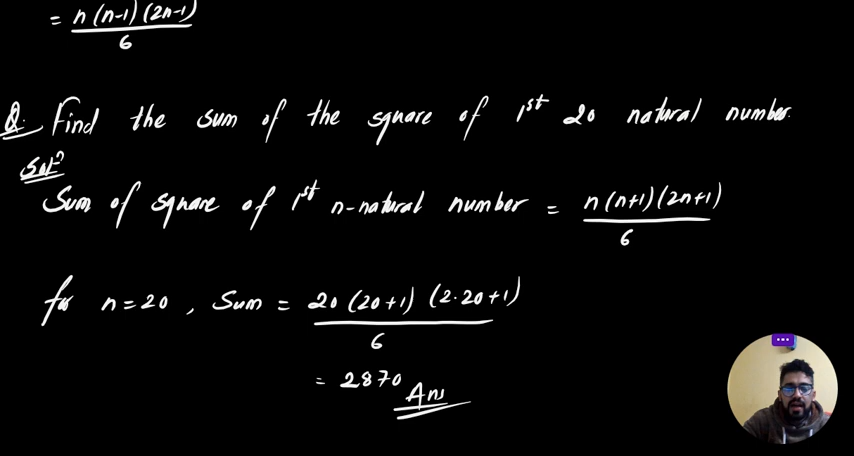 = n(n-1)(2n-1)/6
Q. Find the sum of the square of 1st 20 natural number.
Solⁿ
Sum of square of 1st n-natural number = n(n+1)(2n+1)/6
for n=20, Sum = 20(20+1)(2.20+1)/6
= 2870 Ans